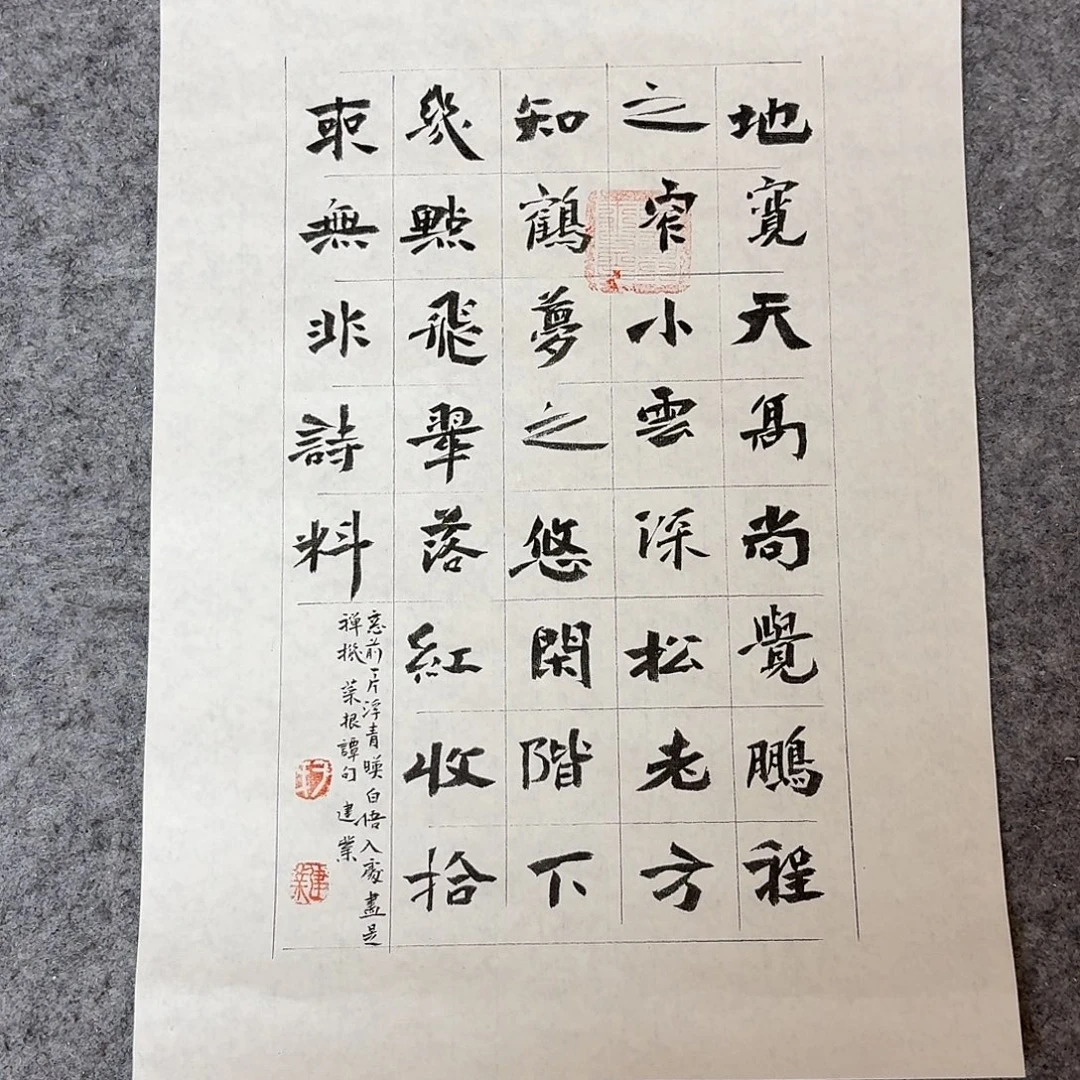 地寬天高尚覺鵬程
之窄小雲深松老方
知鶴夢之悠閑階下
幾點飛翠落紅收拾
來無非詩料
窓前一片浮青暎白悟入處盡是
禪機 菜根譚句 建業